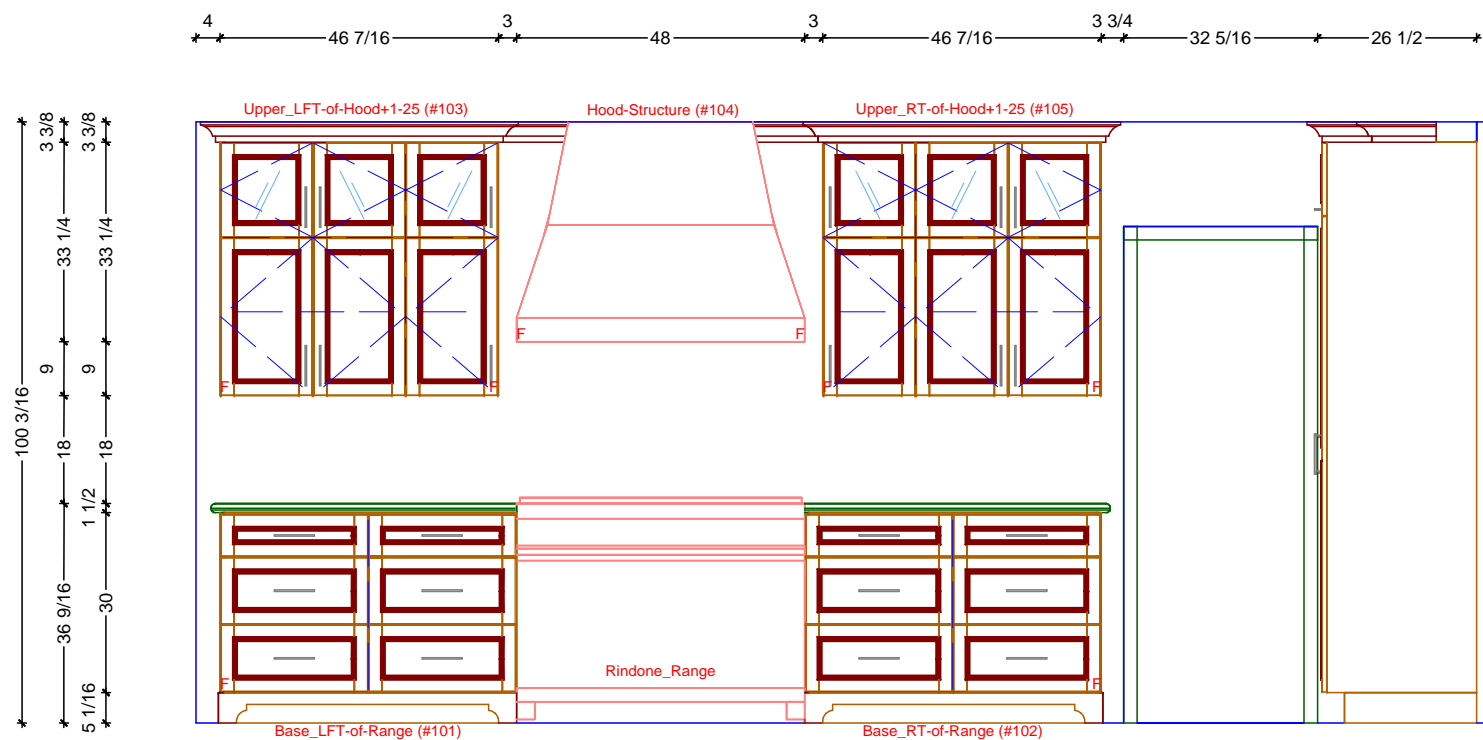 4 3 3 3 3/4
46 7/16 48 46 7/16 32 5/16 26 1/2
Upper_LFT-of-Hood+1-25 (#103) Hood-Structure (#104) Upper_RT-of-Hood+1-25 (#105)
3 3/8 3 3/8
33 1/4 33 1/4
F F
9 9
F F F F
100 3/16
18 18
1 1/2
36 9/16 30
Rindone_Range
F F
5 1/16
Base_LFT-of-Range (#101) Base_RT-of-Range (#102)